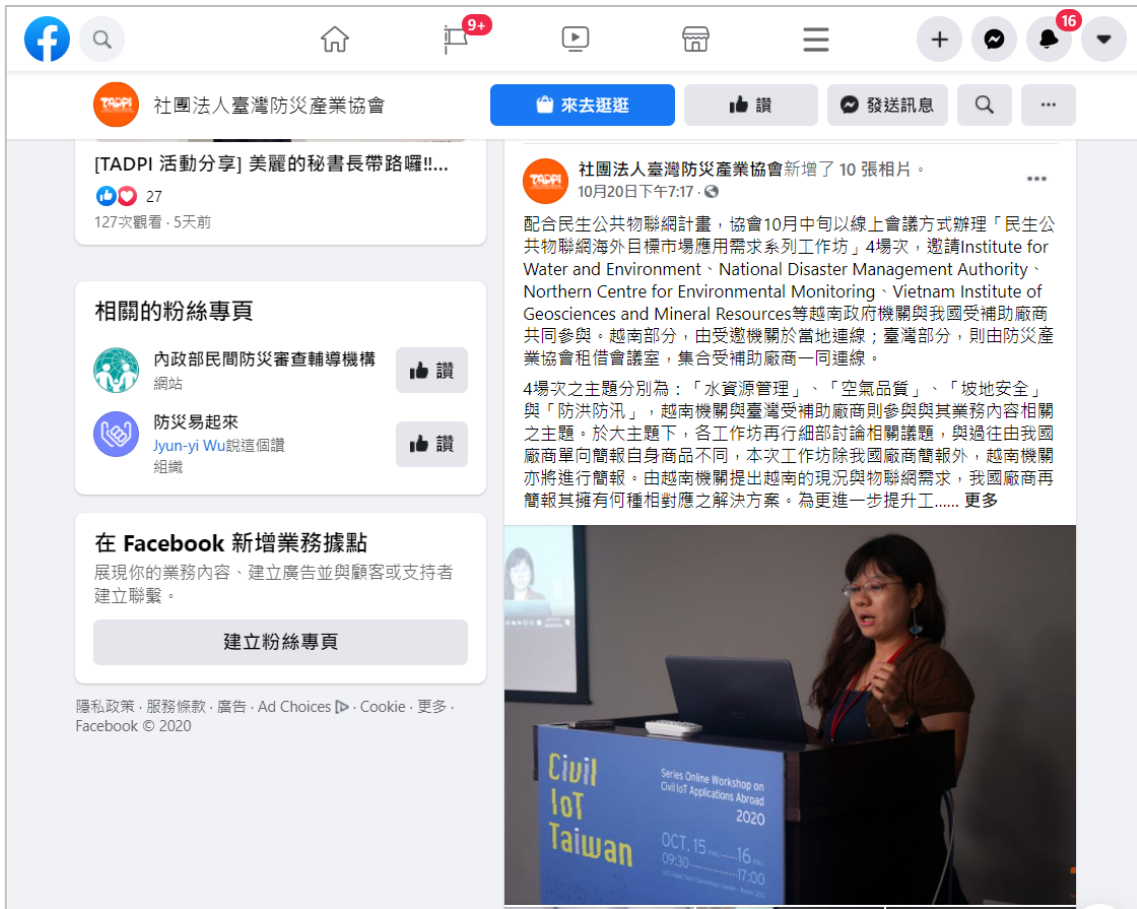 9+
16
TADPI
社團法人臺灣防災產業協會
來去逛逛
讚
發送訊息
[TADPI 活動分享] 美麗的秘書長帶路囉!!...
27
127次觀看 · 5天前
相關的粉絲專頁
內政部民間防災審查輔導機構
網站
讚
防災易起來
Jyun-yi Wu說這個讚
組織
讚
在 Facebook 新增業務據點
展現你的業務內容、建立廣告並與顧客或支持者
建立聯繫。
建立粉絲專頁
隱私政策 · 服務條款 · 廣告 · Ad Choices · Cookie · 更多 ·
Facebook © 2020
TADPI
社團法人臺灣防災產業協會新增了 10 張相片。
10月20日下午7:17 ·
配合民生公共物聯網計畫，協會10月中旬以線上會議方式辦理「民生公
共物聯網海外目標市場應用需求系列工作坊」4場次，邀請Institute for
Water and Environment、National Disaster Management Authority、
Northern Centre for Environmental Monitoring、Vietnam Institute of
Geosciences and Mineral Resources等越南政府機關與我國受補助廠商
共同參與。越南部分，由受邀機關於當地連線；臺灣部分，則由防災產
業協會租借會議室，集合受補助廠商一同連線。
4場次之主題分別為：「水資源管理」、「空氣品質」、「坡地安全」
與「防洪防汛」，越南機關與臺灣受補助廠商則參與與其業務內容相關
之主題。於大主題下，各工作坊再行細部討論相關議題，與過往由我國
廠商單向簡報自身商品不同，本次工作坊除我國廠商簡報外，越南機關
亦將進行簡報。由越南機關提出越南的現況與物聯網需求，我國廠商再
簡報其擁有何種相對應之解決方案。為更進一步提升工...... 更多
Civil
IoT
Taiwan
Series Online Workshop on
Civil IoT Applications Abroad
2020
OCT. 15 16
09:30 17:00